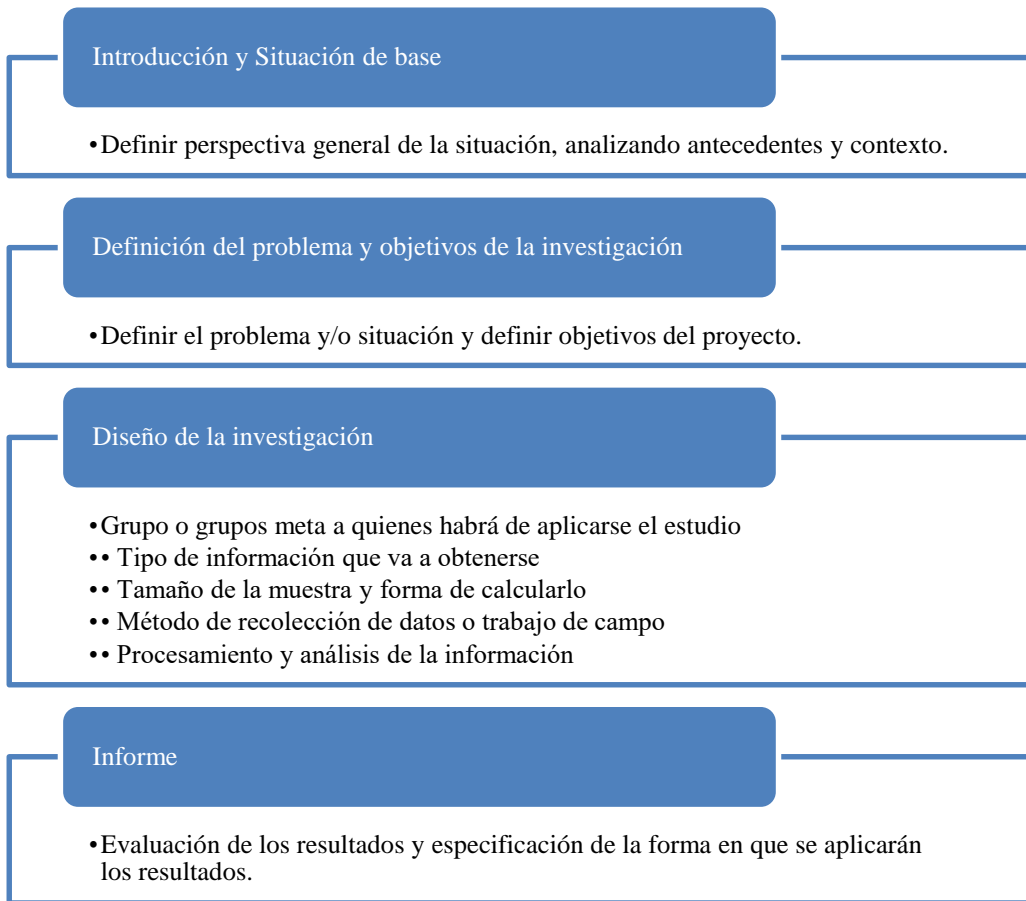 Introducción y Situación de base
•Definir perspectiva general de la situación, analizando antecedentes y contexto.
Definición del problema y objetivos de la investigación
•Definir el problema y/o situación y definir objetivos del proyecto.
Diseño de la investigación
•Grupo o grupos meta a quienes habrá de aplicarse el estudio
•• Tipo de información que va a obtenerse
•• Tamaño de la muestra y forma de calcularlo
•• Método de recolección de datos o trabajo de campo
•• Procesamiento y análisis de la información
Informe
•Evaluación de los resultados y especificación de la forma en que se aplicarán
los resultados.